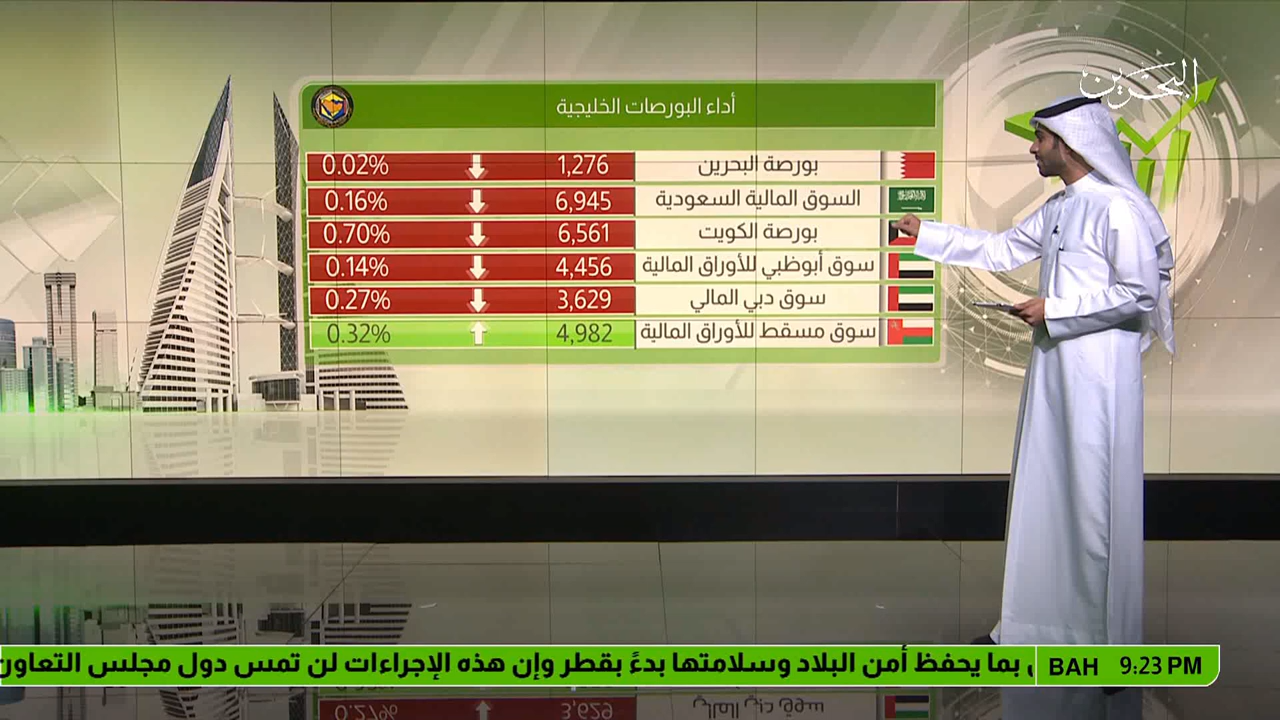 البحرين
أداء البورصات الخليجية
بورصة البحرين 1,276 0.02%
السوق المالية السعودية 6,945 0.16%
بورصة الكويت 6,561 0.70%
سوق أبوظبي للأوراق المالية 4,456 0.14%
سوق دبي المالي 3,629 0.27%
سوق مسقط للأوراق المالية 4,982 0.32%
بما يحفظ أمن البلاد وسلامتها بدءً بقطر وإن هذه الإجراءات لن تمس دول مجلس التعاون
BAH 9:23 PM